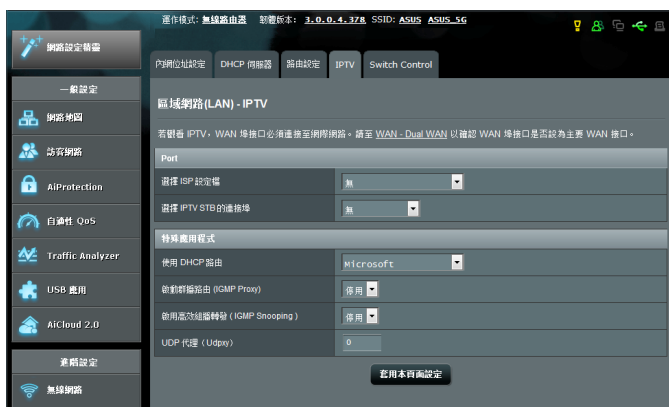 運作模式: 無線路由器 韌體版本: 3.0.0.4.378 SSID: ASUS ASUS_5G
網路設定精靈
內網位址設定 DHCP 伺服器 路由設定 IPTV Switch Control
一般設定
區域網路(LAN) - IPTV
網路地圖
若觀看 IPTV，WAN 埠接口必須連接至網際網路。請至 WAN - Dual WAN 以確認 WAN 埠接口是否設為主要 WAN 接口。
訪客網路
Port
選擇 ISP 設定檔 無
AiProtection
選擇 IPTV STB 的連接埠 無
自適性 QoS
特殊應用程式
Traffic Analyzer
使用 DHCP 路由 Microsoft
USB 應用
啟動群播路由 (IGMP Proxy) 停用
啟用高效組播轉發 ( IGMP Snooping ) 停用
AiCloud 2.0
UDP 代理（Udpxy） 0
進階設定
套用本頁面設定
無線網路